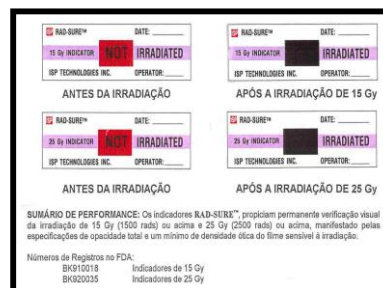 RAD-SURE™ DATE:
15 Gy INDICATOR NOT IRRADIATED
ISP TECHNOLOGIES INC. OPERATOR:______
ANTES DA IRRADIAÇÃO
RAD-SURE™ DATE:
15 Gy INDICATOR IRRADIATED
ISP TECHNOLOGIES INC. OPERATOR:______
APÓS A IRRADIAÇÃO DE 15 Gy
RAD-SURE™ DATE:
25 Gy INDICATOR NOT IRRADIATED
ISP TECHNOLOGIES INC. OPERATOR:______
ANTES DA IRRADIAÇÃO
RAD-SURE™ DATE:
25 Gy INDICATOR IRRADIATED
ISP TECHNOLOGIES INC. OPERATOR:______
APÓS A IRRADIAÇÃO DE 25 Gy
SUMÁRIO DE PERFORMANCE: Os indicadores RAD-SURE™, propiciam permanente verificação visual
da irradiação de 15 Gy (1500 rads) ou acima e 25 Gy (2500 rads) ou acima, manifestado pelas
especificações de opacidade total e um mínimo de densidade ótica do filme sensível à irradiação.
Números de Registros no FDA:
BK910018 Indicadores de 15 Gy
BK920035 Indicadores de 25 Gy